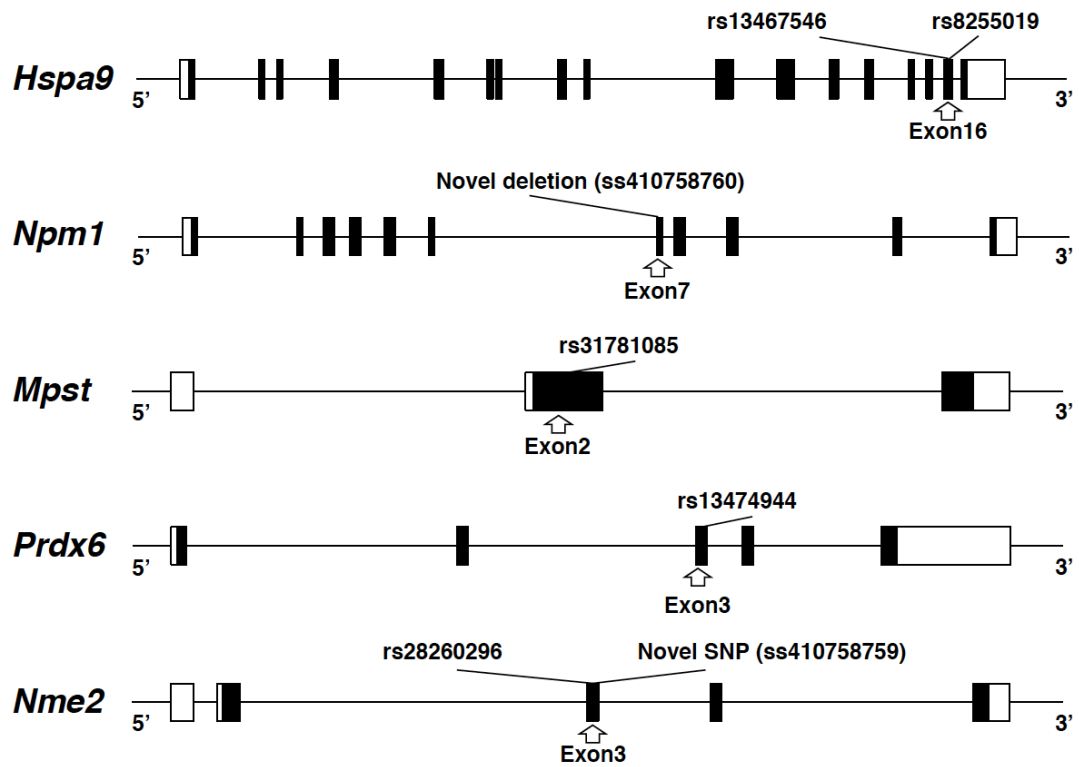 rs13467546 rs8255019
Hspa9
5’ 3’
Exon16
Novel deletion (ss410758760)
Npm1
5’ 3’
Exon7
rs31781085
Mpst
5’ 3’
Exon2
rs13474944
Prdx6
5’ 3’
Exon3
rs28260296 Novel SNP (ss410758759)
Nme2
5’ 3’
Exon3